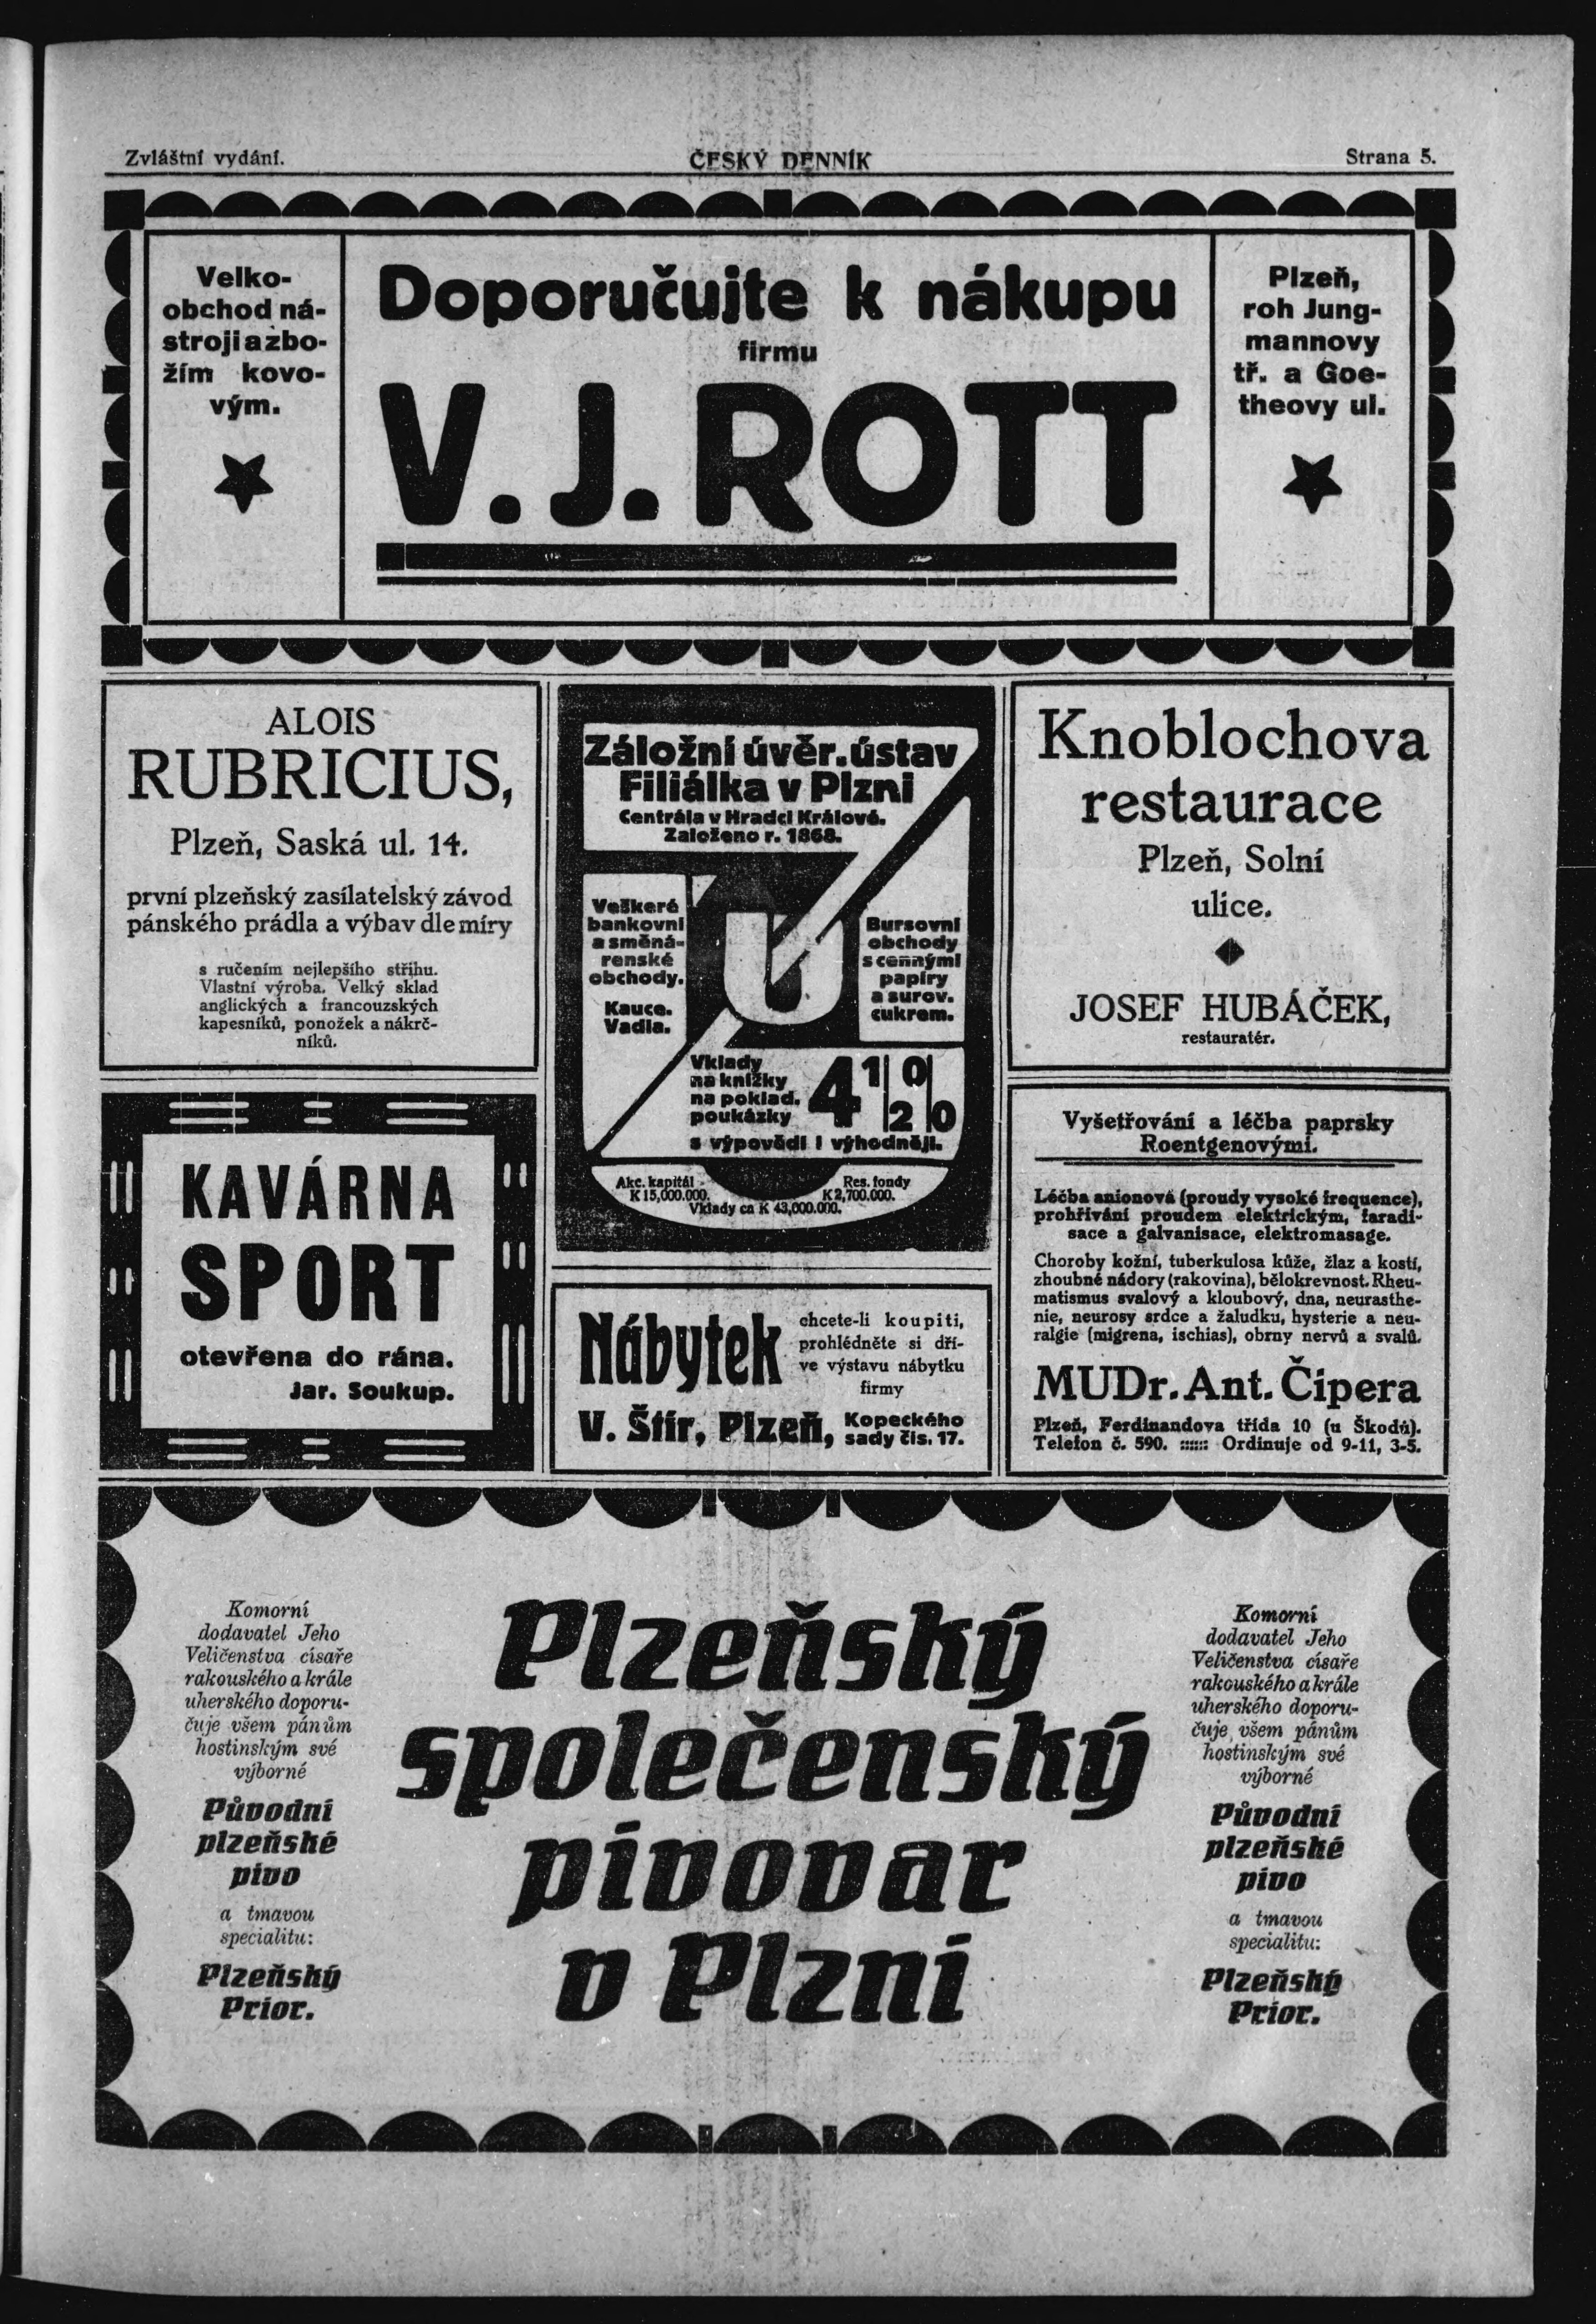 Zvláštní vydání.
ČESKÝ DENNÍK
Strana 5.
Velko-
obchod ná-
stroji a zbo-
žím kovo-
vým.
Doporučujte k nákupu
firmu
V. J. ROTT
Plzeň,
roh Jung-
mannovy
tř. a Goe-
theovy ul.
ALOIS
RUBRICIUS,
Plzeň, Saská ul. 14.
první plzeňský zasílatelský závod
pánského prádla a výbav dle míry
s ručením nejlepšího střihu.
Vlastní výroba. Velký sklad
anglických a francouzských
kapesníků, ponožek a nákrč-
níků.
KAVÁRNA
SPORT
otevřena do rána.
Jar. Soukup.
Záložní úvěr. ústav
Filiálka v Plzni
Centrála v Hradci Králové.
Založeno r. 1868.
Veškeré
bankovní
a směná-
renské
obchody.
Kauce.
Vadia.
Bursovní
obchody
s cennými
papíry
a surov.
cukrem.
Vklady
na knížky
na poklad.
poukázky
4 1/2 0/0
s výpovědí i výhodněji.
Akc. kapitál
K 15,000.000.
Res. fondy
K 2,700.000.
Vklady ca K 43,000.000.
Nábytek
chcete-li koupiti,
prohlédněte si dří-
ve výstavu nábytku
firmy
V. Štír, Plzeň,
Kopeckého
sady čís. 17.
Knoblochova
restaurace
Plzeň, Solní
ulice.
JOSEF HUBÁČEK,
restauratér.
Vyšetřování a léčba paprsky
Roentgenovými.
Léčba anionová (proudy vysoké frequence),
prohřívání proudem elektrickým, faradi-
sace a galvanisace, elektromasage.
Choroby kožní, tuberkulosa kůže, žlaz a kostí,
zhoubné nádory (rakovina), bělokrevnost. Rheu-
matismus svalový a kloubový, dna, neurasthe-
nie, neurosy srdce a žaludku, hysterie a neu-
ralgie (migrena, ischias), obrny nervů a svalů.
MUDr. Ant. Čipera
Plzeň, Ferdinandova třída 10 (u Škodů).
Telefon č. 590. :::::: Ordinuje od 9-11, 3-5.
Komorní
dodavatel Jeho
Veličenstva císaře
rakouského a krále
uherského doporu-
čuje všem pánům
hostinským své
výborné
Původní
plzeňské
pivo
a tmavou
specialitu:
Plzeňský
Prior.
Plzeňský
společenský
pivovar
v Plzni
Komorní
dodavatel Jeho
Veličenstva císaře
rakouského a krále
uherského doporu-
čuje všem pánům
hostinským své
výborné
Původní
plzeňské
pivo
a tmavou
specialitu:
Plzeňský
Prior.